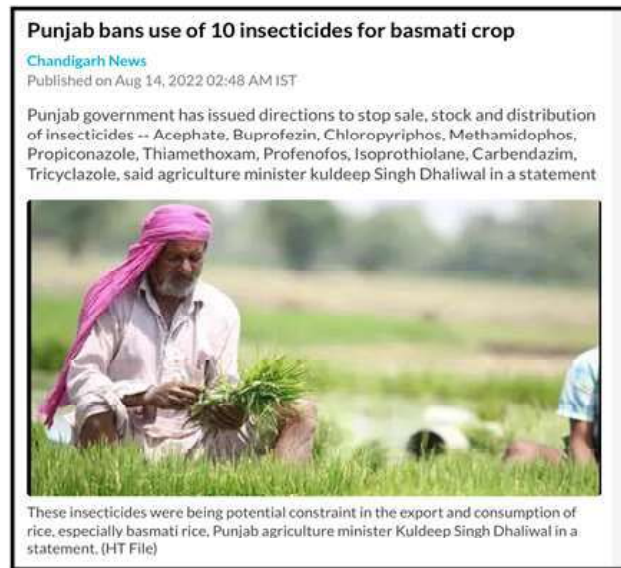 Punjab bans use of 10 insecticides for basmati crop
Chandigarh News
Published on Aug 14, 2022 02:48 AM IST
Punjab government has issued directions to stop sale, stock and distribution
of insecticides -- Acephate, Buprofezin, Chloropyriphos, Methamidophos,
Propiconazole, Thiamethoxam, Profenofos, Isoprothiolane, Carbendazim,
Tricyclazole, said agriculture minister kuldeep Singh Dhaliwal in a statement
These insecticides were being potential constraint in the export and consumption of
rice, especially basmati rice, Punjab agriculture minister Kuldeep Singh Dhaliwal in a
statement. (HT File)